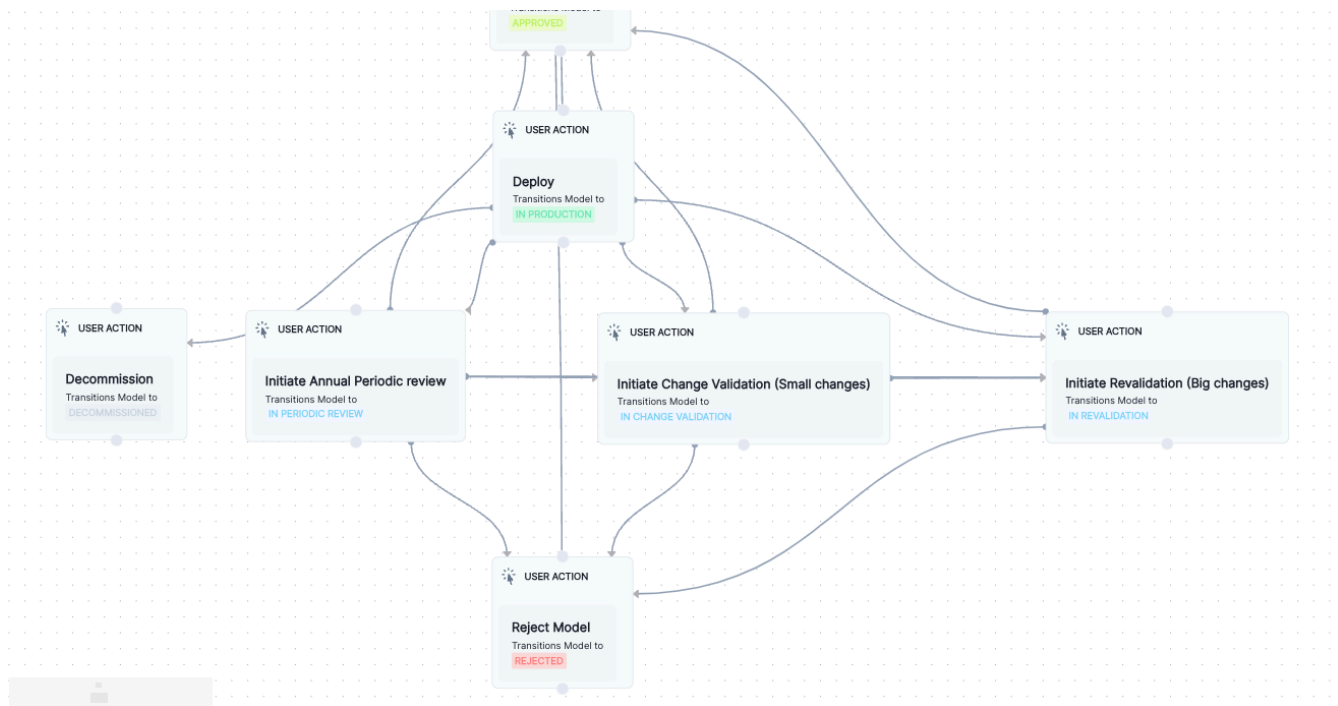 Transitions Model to
APPROVED
USER ACTION
Deploy
Transitions Model to
IN PRODUCTION
USER ACTION
Decommission
Transitions Model to
DECOMMISSIONED
USER ACTION
Initiate Annual Periodic review
Transitions Model to
IN PERIODIC REVIEW
USER ACTION
Initiate Change Validation (Small changes)
Transitions Model to
IN CHANGE VALIDATION
USER ACTION
Initiate Revalidation (Big changes)
Transitions Model to
IN REVALIDATION
USER ACTION
Reject Model
Transitions Model to
REJECTED